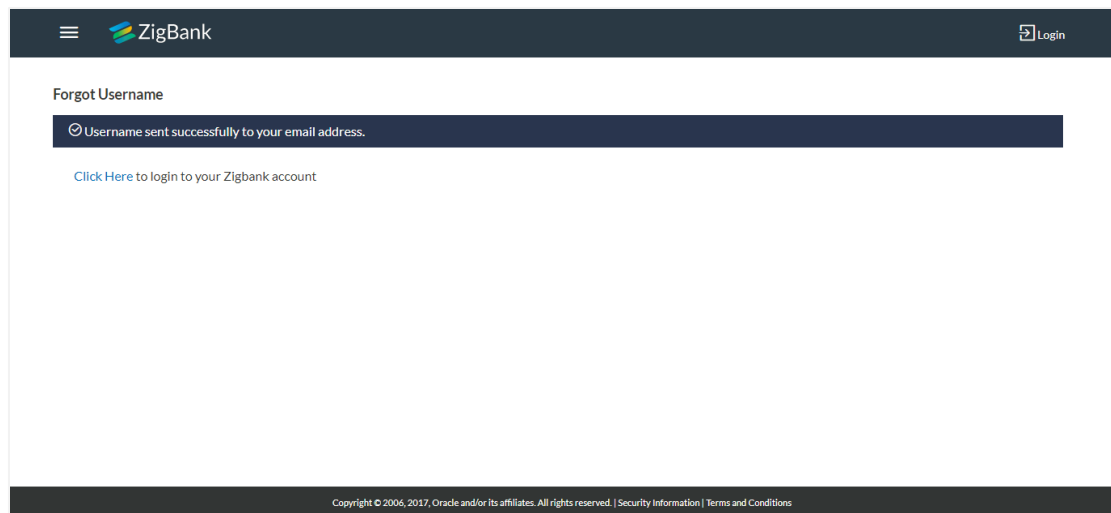 ZigBank
Login
Forgot Username
Username sent successfully to your email address.
Click Here to login to your Zigbank account
Copyright © 2006, 2017, Oracle and/or its affiliates. All rights reserved. | Security Information | Terms and Conditions